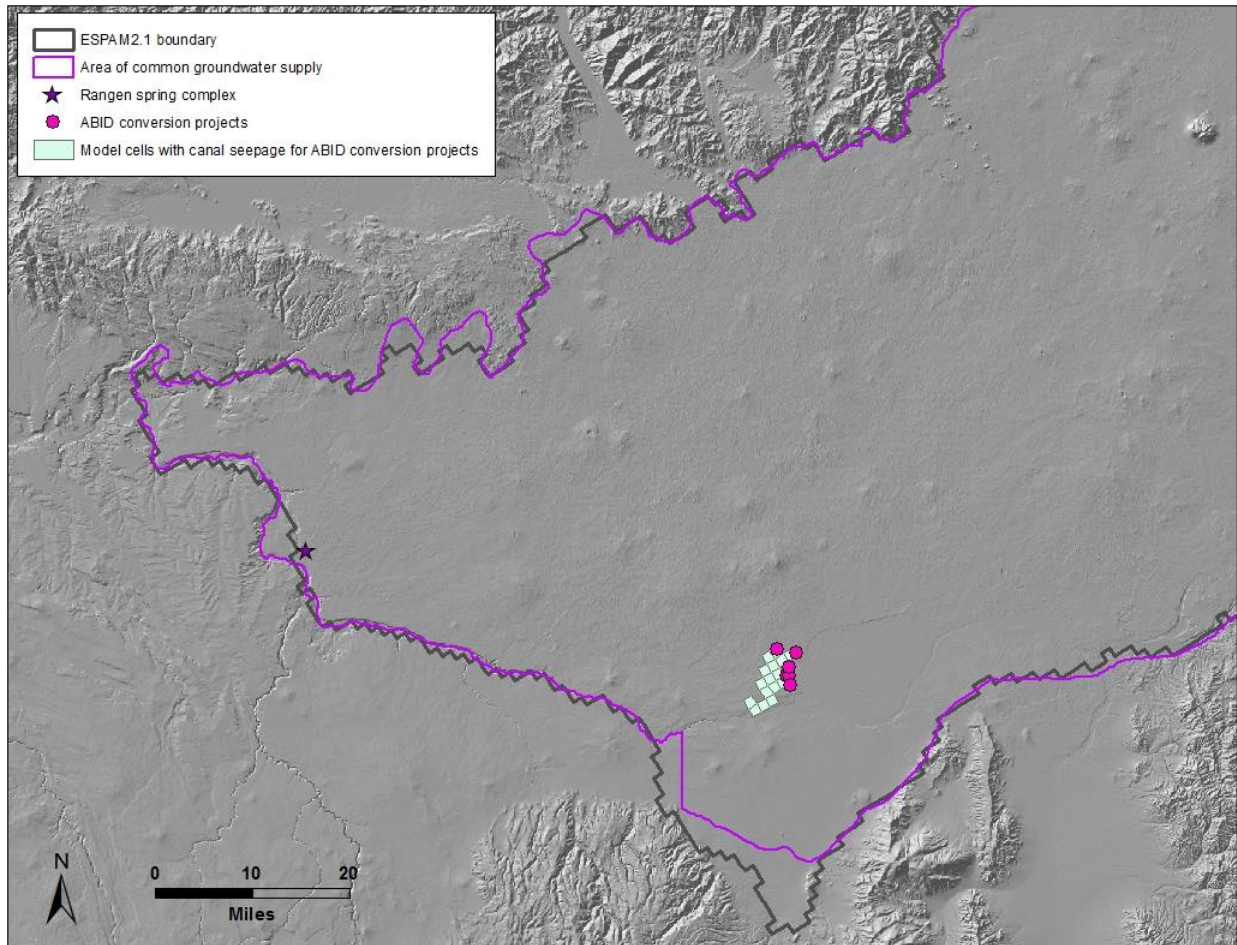 ESPAM2.1 boundary
Area of common groundwater supply
Rangen spring complex
ABID conversion projects
Model cells with canal seepage for ABID conversion projects
N
0 10 20
Miles